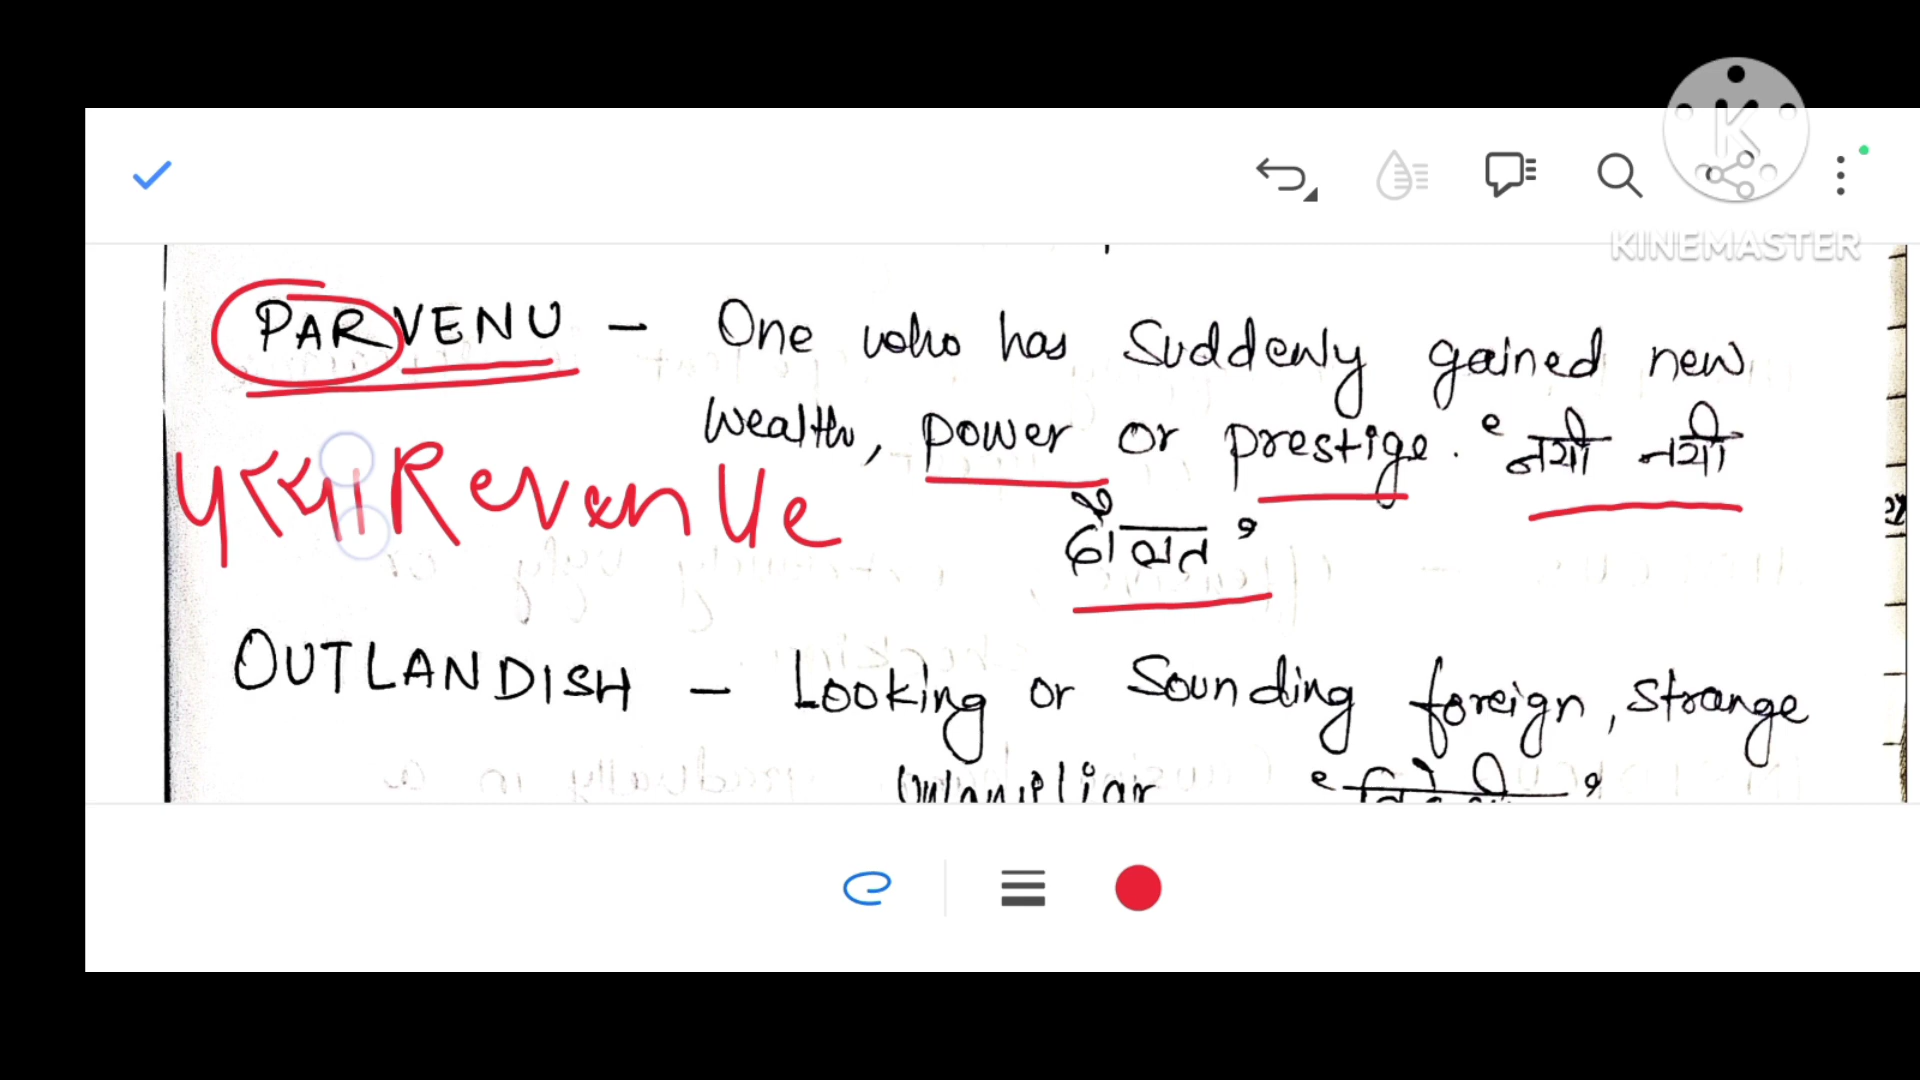 KINEMASTER
PARVENU - One who has Suddenly gained new
wealth, power or prestige. ' नयी नयी
दौलत '
Revenue
OUTLANDISH - Looking or Sounding foreign, strange